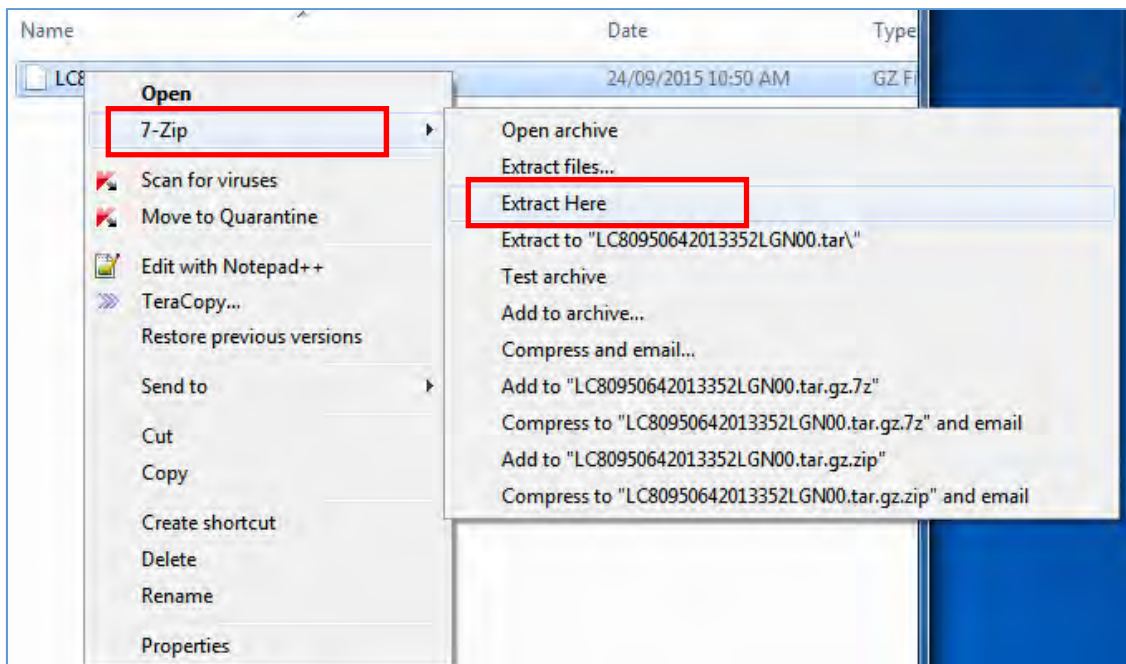 Name Date Type
LC8 24/09/2015 10:50 AM GZ Fi
Open
7-Zip
Scan for viruses
Move to Quarantine
Edit with Notepad++
TeraCopy...
Restore previous versions
Send to
Cut
Copy
Create shortcut
Delete
Rename
Properties
Open archive
Extract files...
Extract Here
Extract to "LC80950642013352LGN00.tar\"
Test archive
Add to archive...
Compress and email...
Add to "LC80950642013352LGN00.tar.gz.7z"
Compress to "LC80950642013352LGN00.tar.gz.7z" and email
Add to "LC80950642013352LGN00.tar.gz.zip"
Compress to "LC80950642013352LGN00.tar.gz.zip" and email